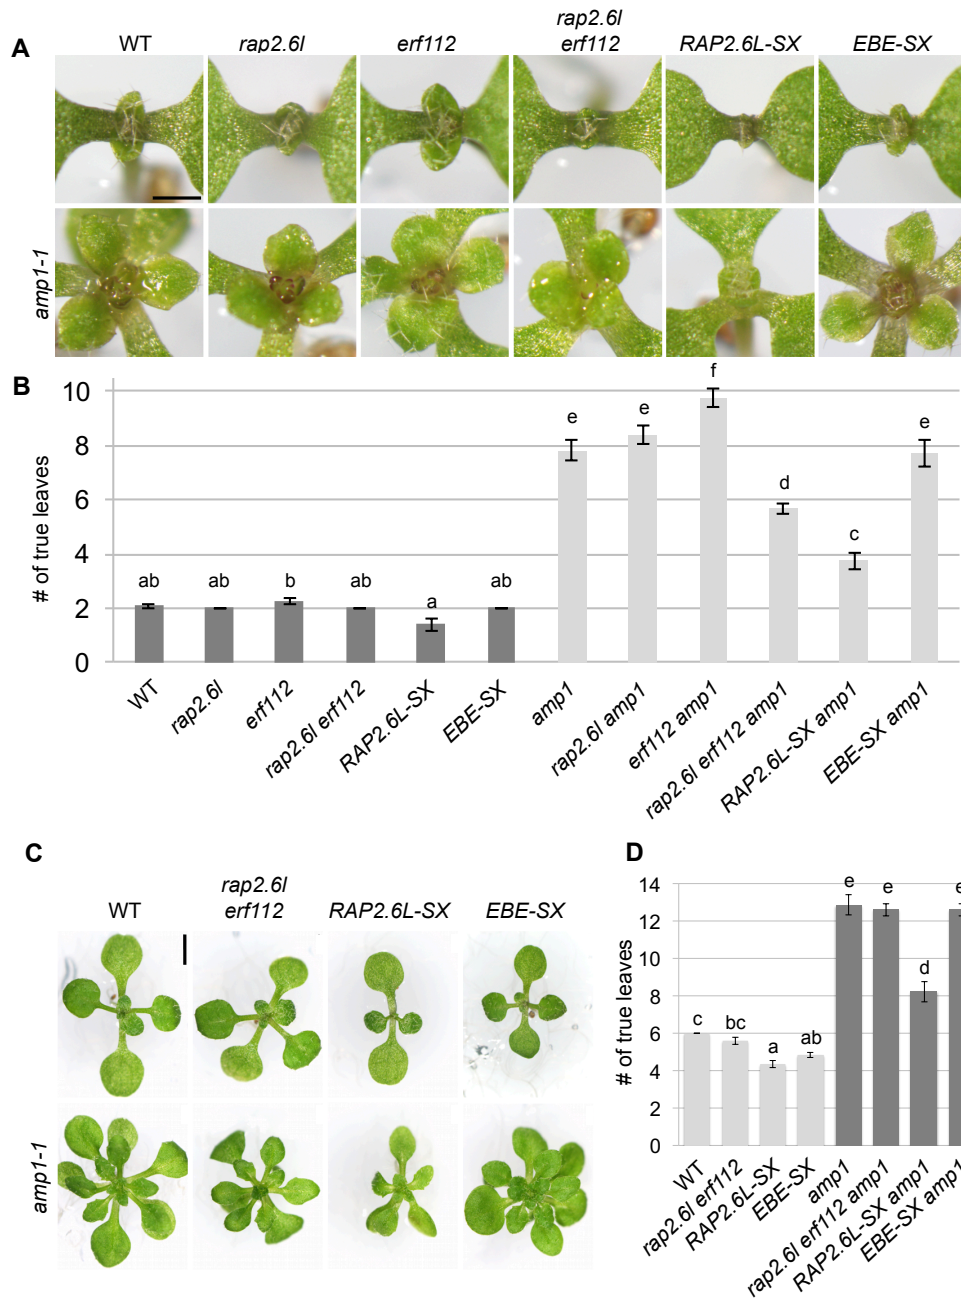 A
WT
rap2.6l
erf112
rap2.6l
erf112
RAP2.6L-SX
EBE-SX
amp1-1
B
# of true leaves
10
8
6
4
2
0
ab
ab
b
ab
a
ab
e
e
f
d
c
e
WT
rap2.6l
erf112
rap2.6l erf112
RAP2.6L-SX
EBE-SX
amp1
rap2.6l amp1
erf112 amp1
rap2.6l erf112 amp1
RAP2.6L-SX amp1
EBE-SX amp1
C
WT
rap2.6l
erf112
RAP2.6L-SX
EBE-SX
amp1-1
D
# of true leaves
14
12
10
8
6
4
2
0
c
bc
a
ab
e
e
d
e
WT
rap2.6l erf112
RAP2.6L-SX
EBE-SX
amp1
rap2.6l erf112 amp1
RAP2.6L-SX amp1
EBE-SX amp1